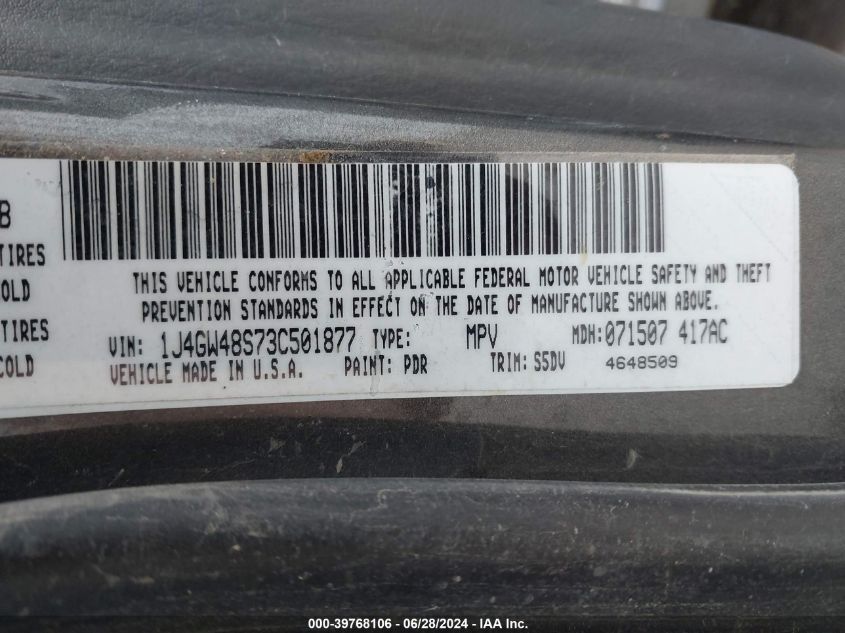 B
TIRES
COLD
TIRES
COLD
THIS VEHICLE CONFORMS TO ALL APPLICABLE FEDERAL MOTOR VEHICLE SAFETY AND THEFT
PREVENTION STANDARDS IN EFFECT ON THE DATE OF MANUFACTURE SHOWN ABOVE.
VIN: 1J4GW48S73C501877 TYPE: MPV MDH: 071507 417AC
VEHICLE MADE IN U.S.A. PAINT: PDR TRIM: S5DV 4648509
000-39768106 / 06/28/2024 / IAA Inc.